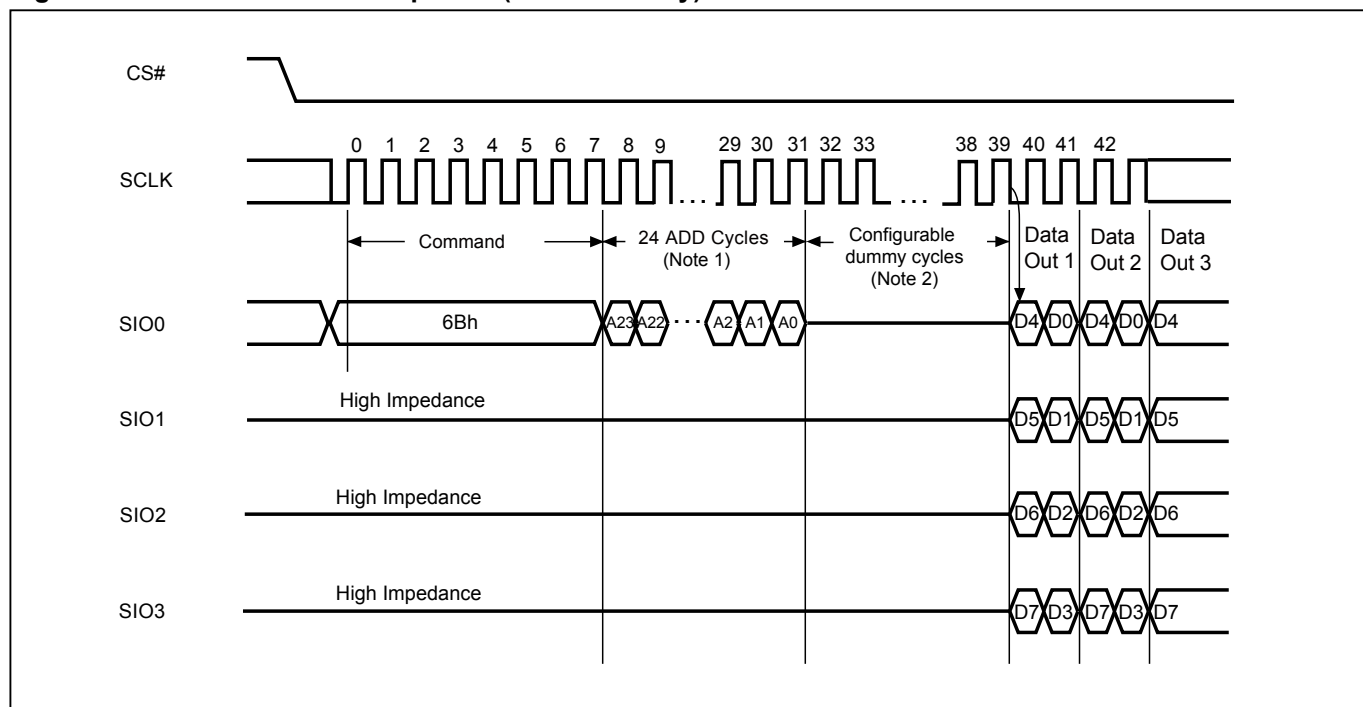 CS#
0 1 2 3 4 5 6 7 8 9 29 30 31 32 33 38 39 40 41 42
SCLK
. . . . . .
Command
24 ADD Cycles
(Note 1)
Configurable
dummy cycles
(Note 2)
Data
Out 1
Data
Out 2
Data
Out 3
SIO0 6Bh A23 A22 . . . A2 A1 A0 D4 D0 D4 D0 D4
High Impedance
SIO1 D5 D1 D5 D1 D5
High Impedance
SIO2 D6 D2 D6 D2 D6
High Impedance
SIO3 D7 D3 D7 D3 D7